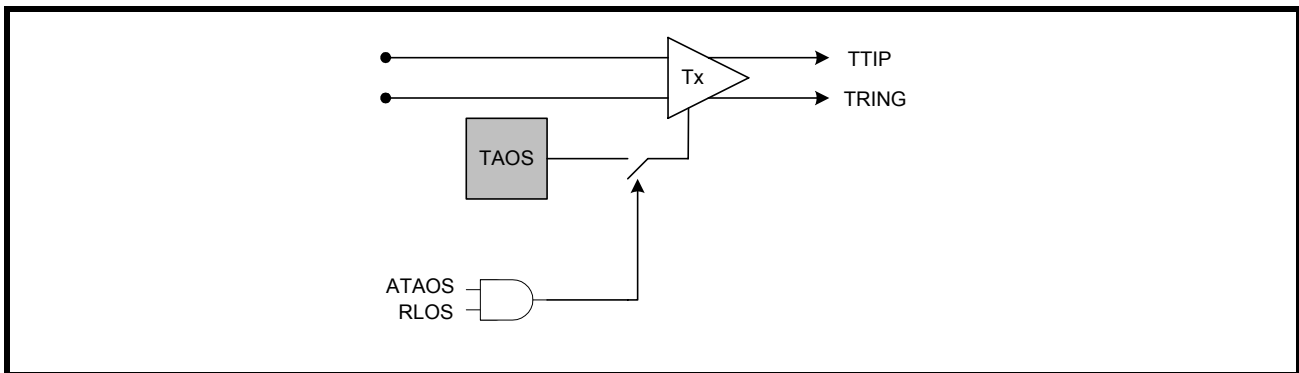 TTIP
Tx
TRING
TAOS
ATAOS
RLOS